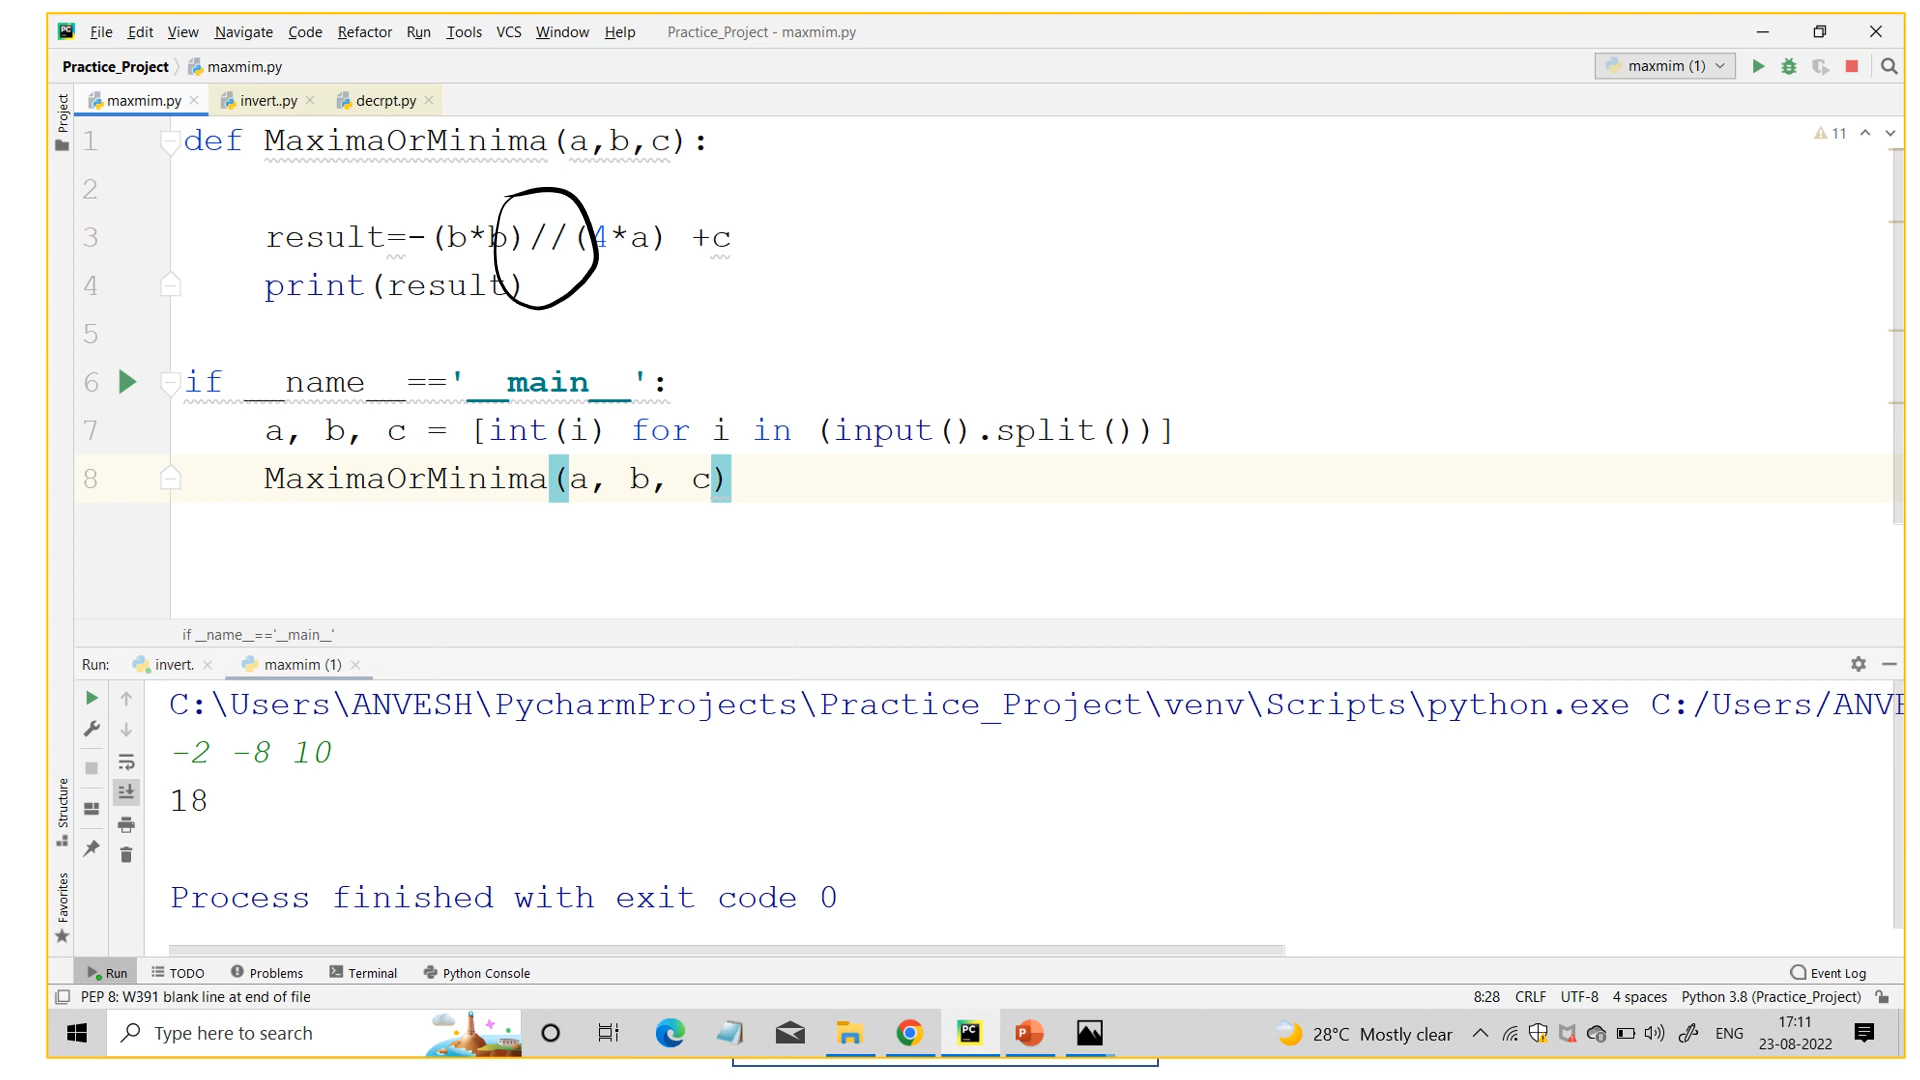 File Edit View Navigate Code Refactor Run Tools VCS Window Help Practice_Project - maxmim.py
Practice_Project maxmim.py maxmim (1)
Project
maxmim.py invert..py decrpt.py
1 def MaximaOrMinima(a,b,c): 11
2
3 result=-(b*b)//(4*a) +c
4 print(result)
5
6 if __name__=='__main__':
7 a, b, c = [int(i) for i in (input().split())]
8 MaximaOrMinima(a, b, c)
if __name__=='__main__'
Run: invert. maxmim (1)
C:\Users\ANVESH\PycharmProjects\Practice_Project\venv\Scripts\python.exe C:/Users/ANVE
-2 -8 10
18
Structure
Process finished with exit code 0
Favorites
Run TODO Problems Terminal Python Console Event Log
PEP 8: W391 blank line at end of file 8:28 CRLF UTF-8 4 spaces Python 3.8 (Practice_Project)
Type here to search 28°C Mostly clear ENG 17:11
23-08-2022